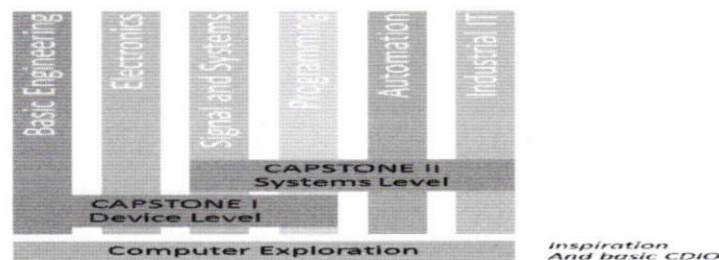 Basic Engineering
Electronics
Signal and Systems
Programing
Automation
Industrial IT
CAPSTONE II
Systems Level
CAPSTONE I
Device Level
Computer Exploration
Inspiration
And basic CDIO